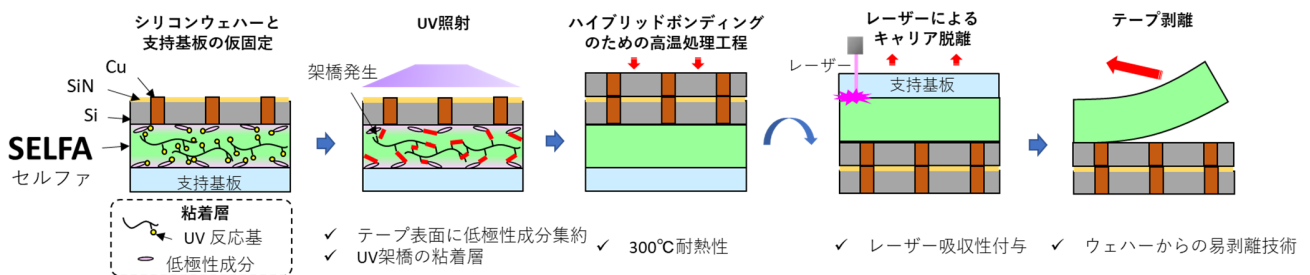 シリコンウェハーと
支持基板の仮固定
UV照射
ハイブリッドボンディング
のための高温処理工程
レーザーによる
キャリア脱離
テープ剥離
Cu
SiN
Si
SELFA
セルファ
支持基板
架橋発生
レーザー
支持基板
粘着層
UV 反応基
低極性成分
✓ テープ表面に低極性成分集約
✓ UV架橋の粘着層
✓ 300℃耐熱性
✓ レーザー吸収性付与
✓ ウェハーからの易剥離技術